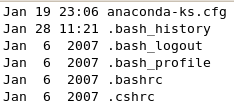 Jan 19 23:06 anaconda-ks.cfg
Jan 28 11:21 .bash_history
Jan  6  2007 .bash_logout
Jan  6  2007 .bash_profile
Jan  6  2007 .bashrc
Jan  6  2007 .cshrc